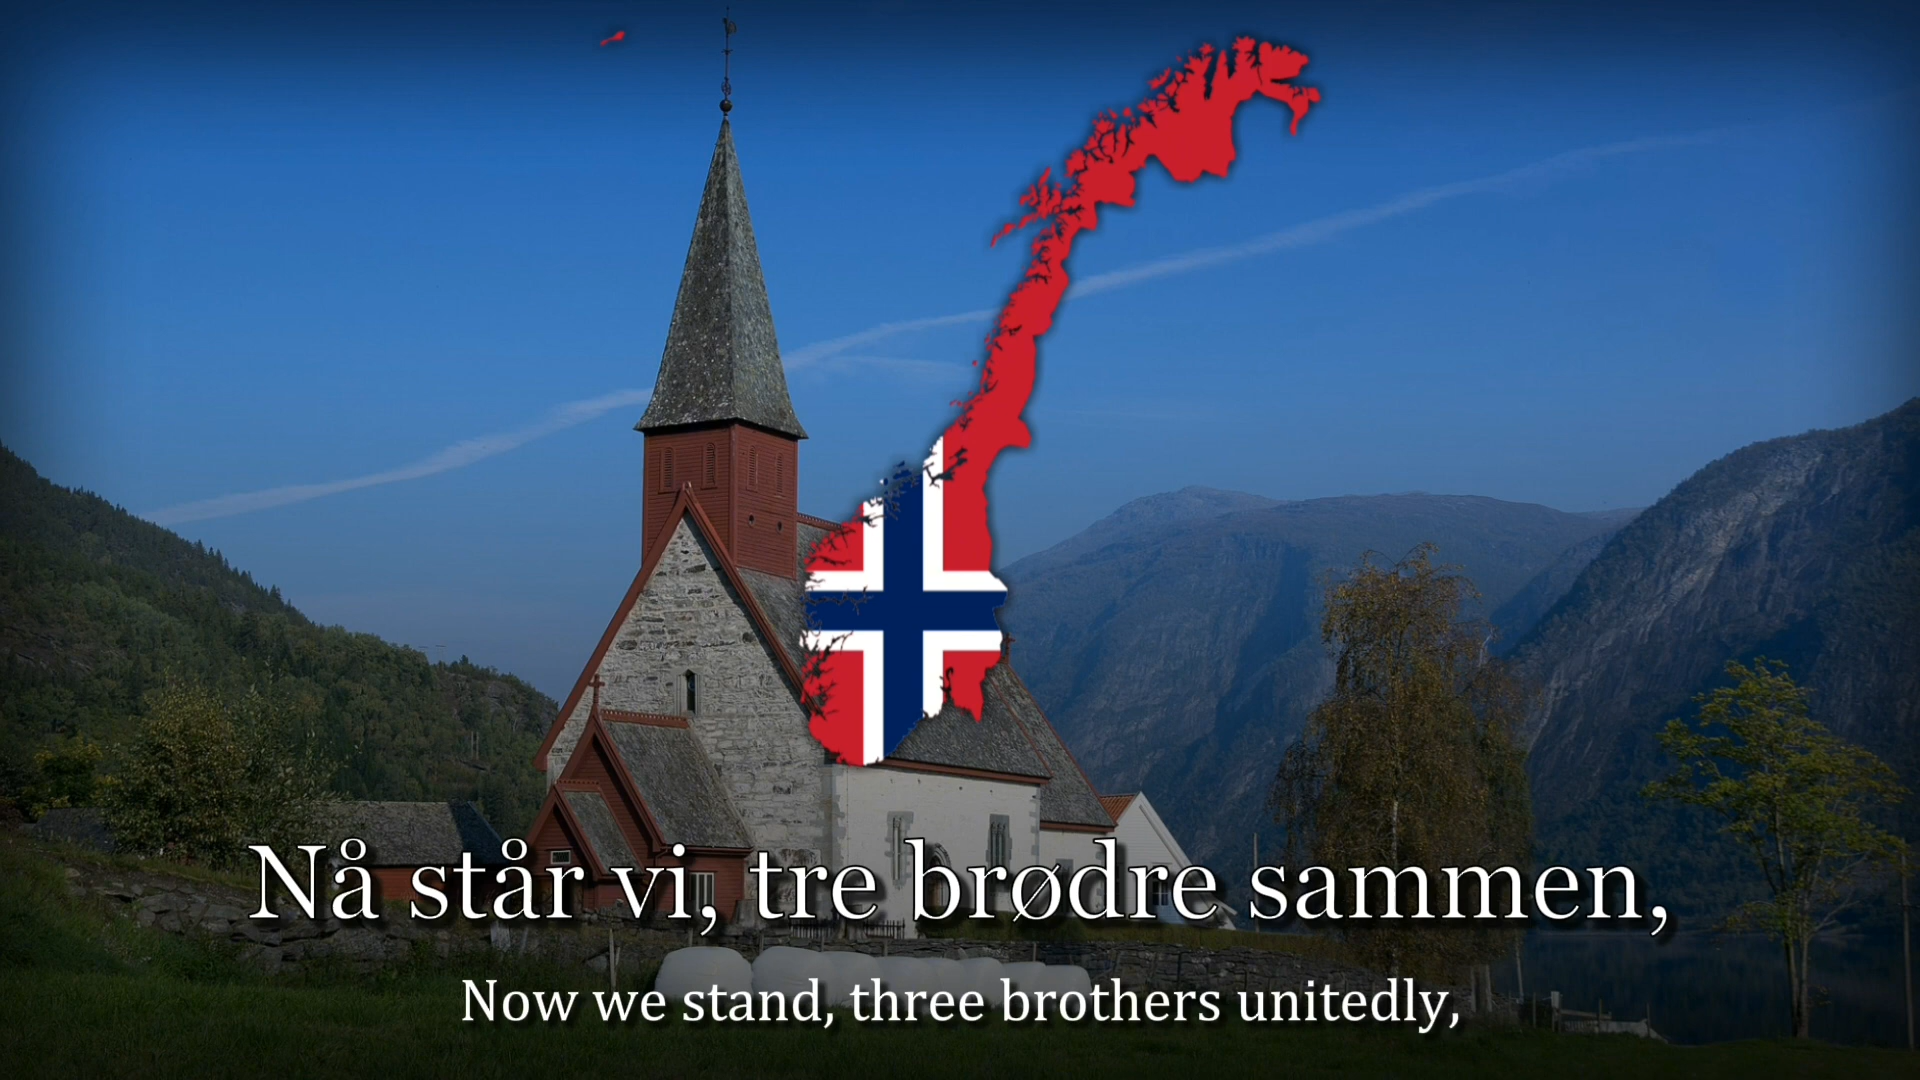 Nå står vi, tre brødre sammen,
Now we stand, three brothers unitedly,